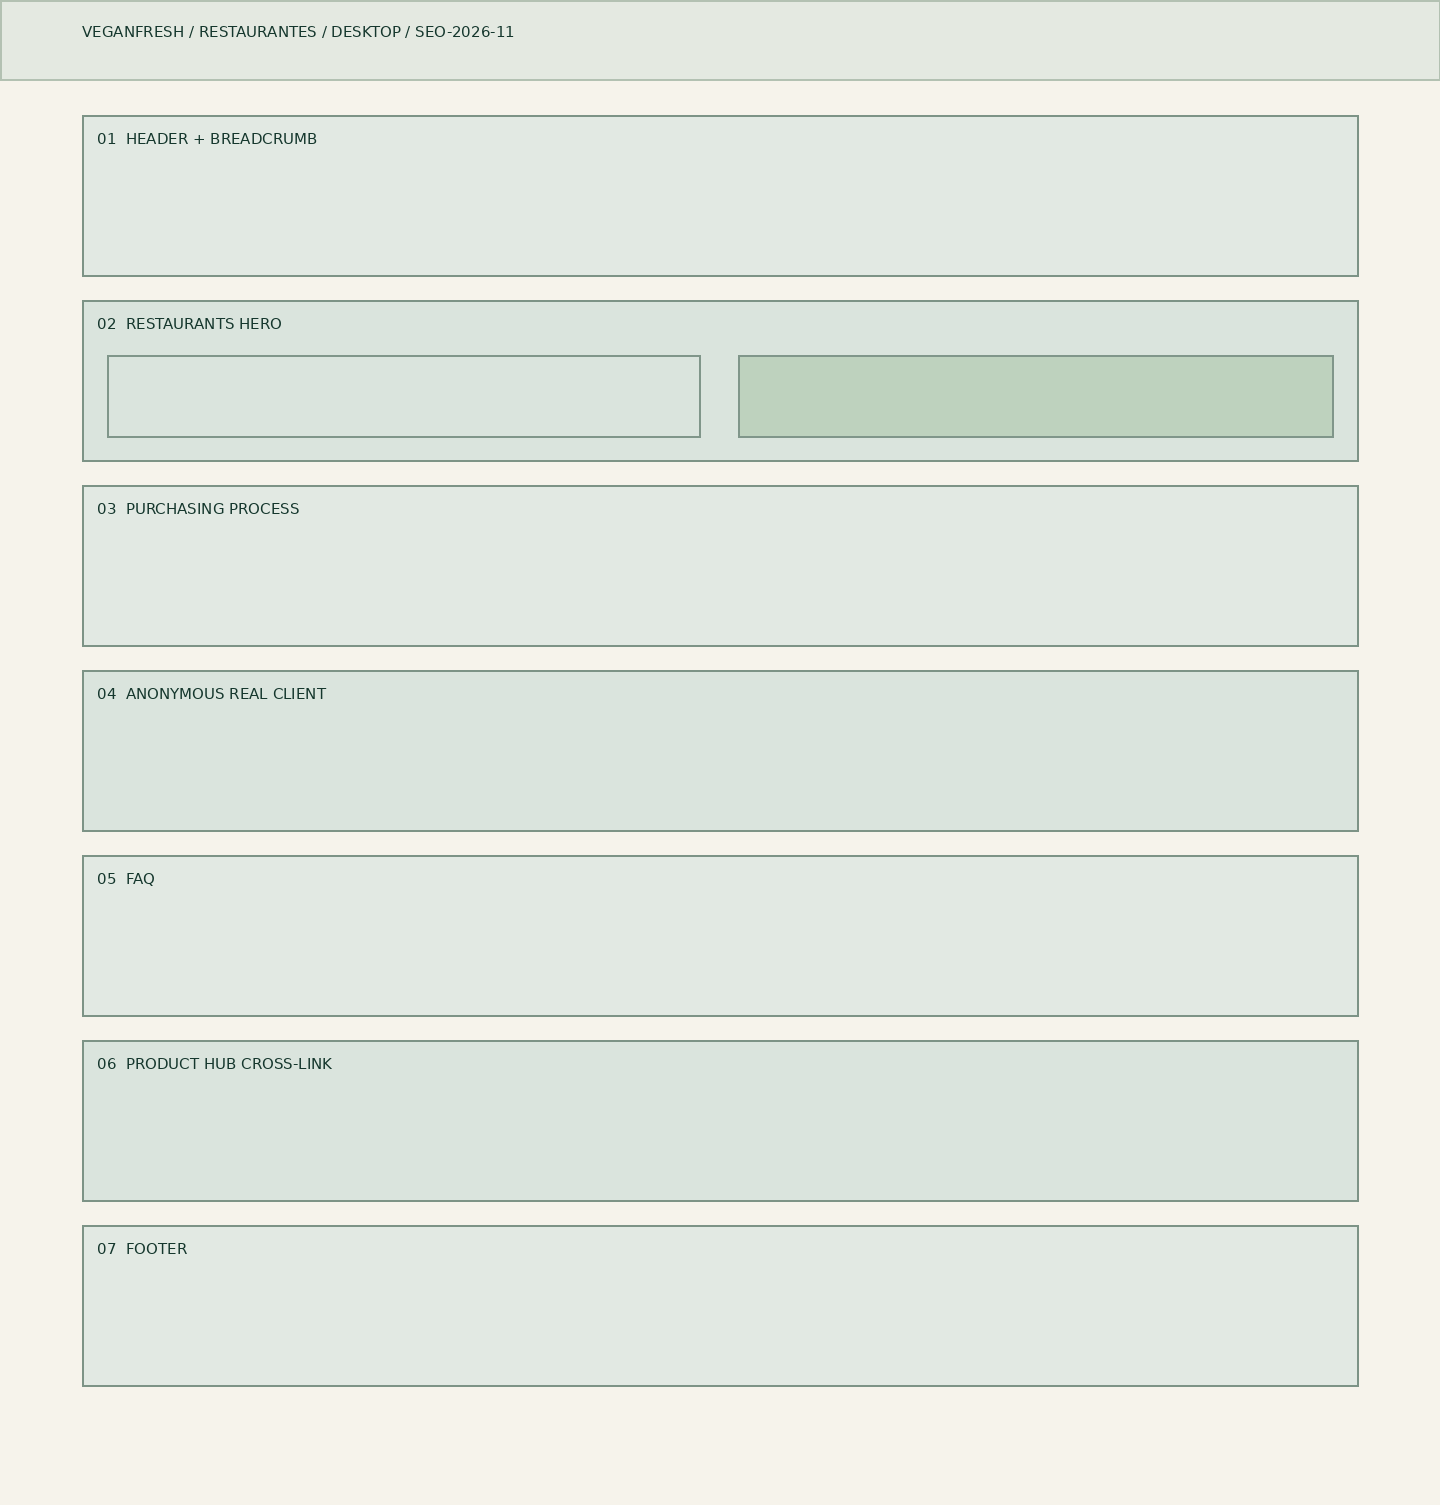 VEGANFRESH / RESTAURANTES / DESKTOP / SEO-2026-11
01 HEADER + BREADCRUMB
02 RESTAURANTS HERO
03 PURCHASING PROCESS
04 ANONYMOUS REAL CLIENT
05 FAQ
06 PRODUCT HUB CROSS-LINK
07 FOOTER